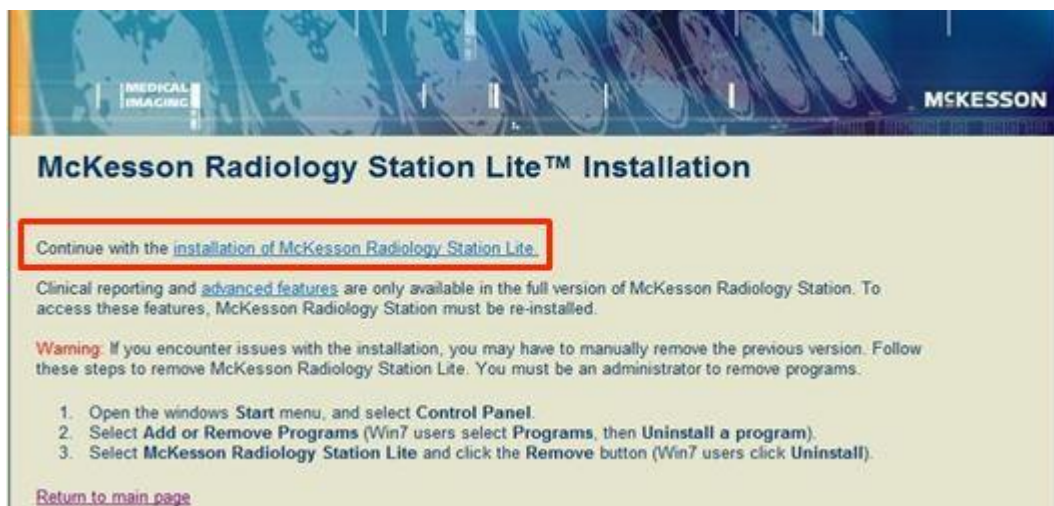 MEDICAL
IMAGING
MCKESSON
McKesson Radiology Station Lite™ Installation
Continue with the installation of McKesson Radiology Station Lite.
Clinical reporting and advanced features are only available in the full version of McKesson Radiology Station. To
access these features, McKesson Radiology Station must be re-installed.
Warning: If you encounter issues with the installation, you may have to manually remove the previous version. Follow
these steps to remove McKesson Radiology Station Lite. You must be an administrator to remove programs.
1. Open the windows Start menu, and select Control Panel.
2. Select Add or Remove Programs (Win7 users select Programs, then Uninstall a program).
3. Select McKesson Radiology Station Lite and click the Remove button (Win7 users click Uninstall).
Return to main page